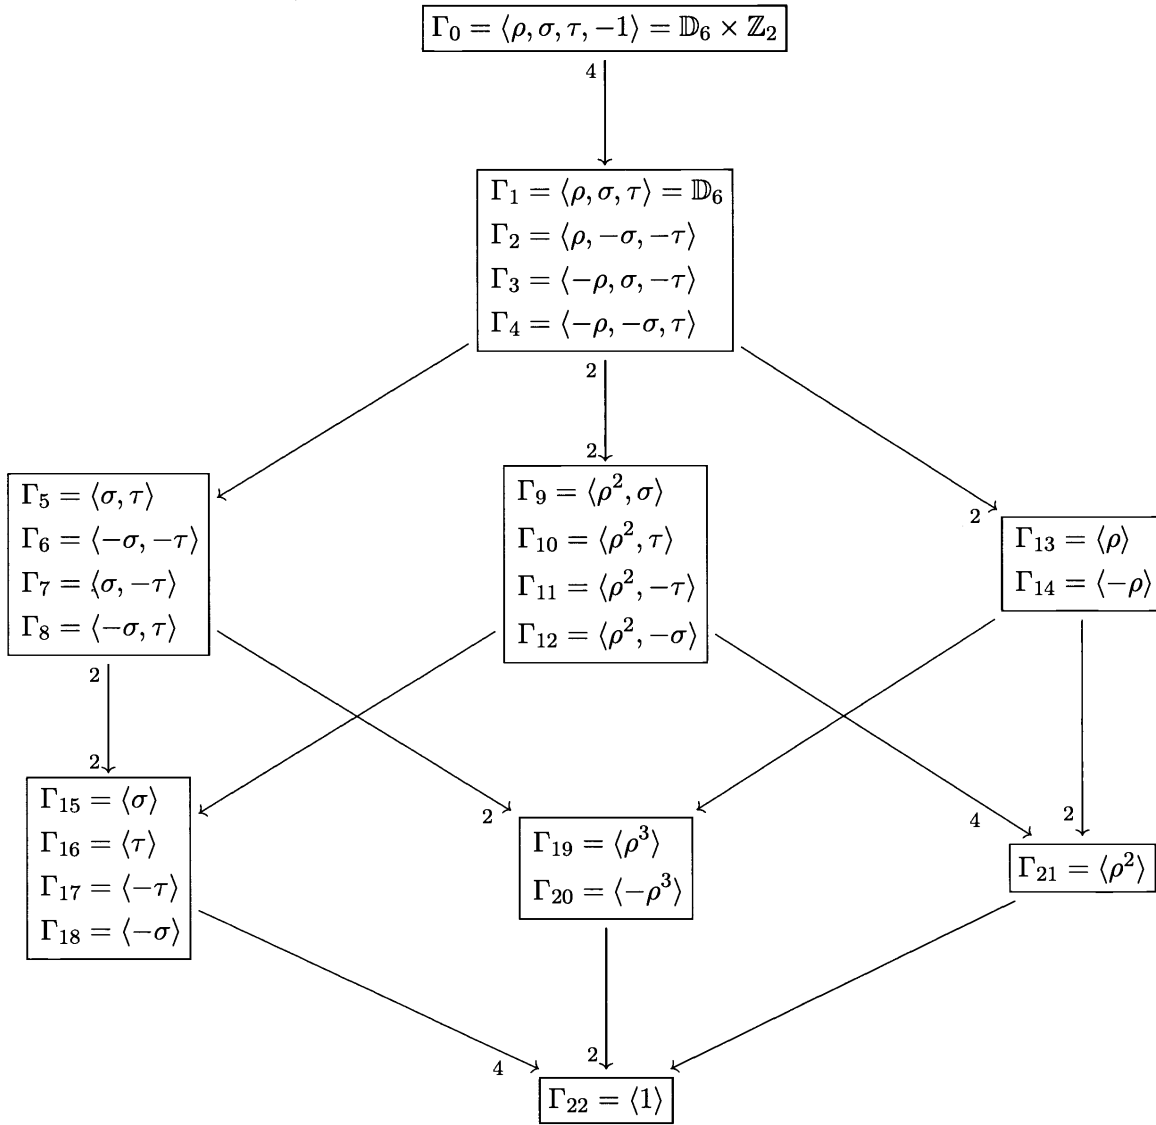 Γ₀ = ⟨ρ, σ, τ, −1⟩ = 𝔻₆ × ℤ₂
4
Γ₁ = ⟨ρ, σ, τ⟩ = 𝔻₆
Γ₂ = ⟨ρ, −σ, −τ⟩
Γ₃ = ⟨−ρ, σ, −τ⟩
Γ₄ = ⟨−ρ, −σ, τ⟩
2
2
2
Γ₅ = ⟨σ, τ⟩
Γ₆ = ⟨−σ, −τ⟩
Γ₇ = ⟨σ, −τ⟩
Γ₈ = ⟨−σ, τ⟩
Γ₉ = ⟨ρ², σ⟩
Γ₁₀ = ⟨ρ², τ⟩
Γ₁₁ = ⟨ρ², −τ⟩
Γ₁₂ = ⟨ρ², −σ⟩
Γ₁₃ = ⟨ρ⟩
Γ₁₄ = ⟨−ρ⟩
2
2
2
4
2
Γ₁₅ = ⟨σ⟩
Γ₁₆ = ⟨τ⟩
Γ₁₇ = ⟨−τ⟩
Γ₁₈ = ⟨−σ⟩
Γ₁₉ = ⟨ρ³⟩
Γ₂₀ = ⟨−ρ³⟩
Γ₂₁ = ⟨ρ²⟩
4
2
Γ₂₂ = ⟨1⟩